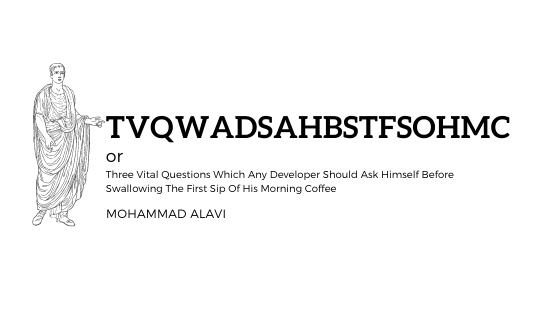 TVQWADSAHBSTFSOHMC
or
Three Vital Questions Which Any Developer Should Ask Himself Before
Swallowing The First Sip Of His Morning Coffee
MOHAMMAD ALAVI